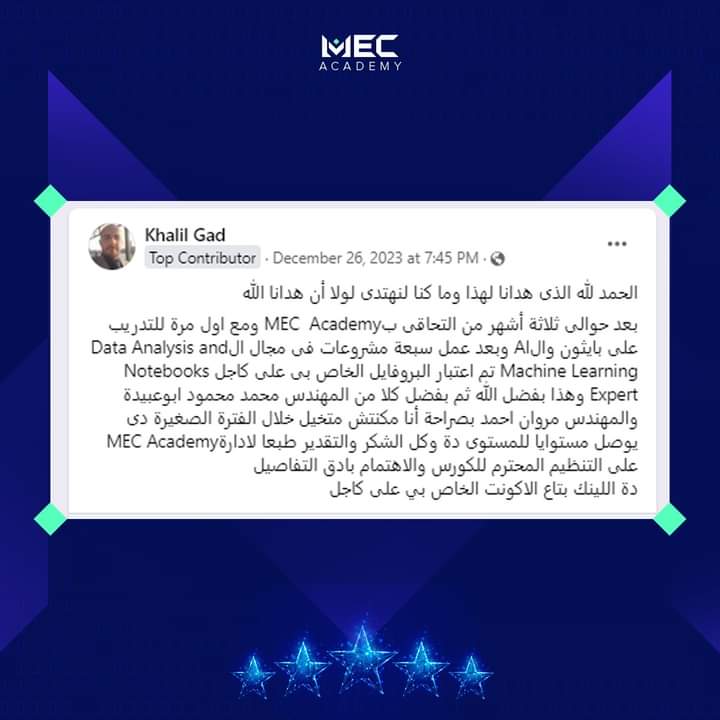 MEC
ACADEMY
Khalil Gad
Top Contributor · December 26, 2023 at 7:45 PM ·
الحمد لله الذى هدانا لهذا وما كنا لنهتدى لولا أن هدانا الله
بعد حوالى ثلاثة أشهر من التحاقى بMEC Academy ومع اول مرة للتدريب
على بايثون والAI وبعد عمل سبعة مشروعات فى مجال الData Analysis and
Machine Learning تم اعتبار البروفايل الخاص بى على كاجل Notebooks
Expert وهذا بفضل الله ثم بفضل كلا من المهندس محمد محمود ابوعبيدة
والمهندس مروان احمد بصراحة أنا مكنتش متخيل خلال الفترة الصغيرة دى
يوصل مستوايا للمستوى دة وكل الشكر والتقدير طبعا لادارةMEC Academy
على التنظيم المحترم للكورس والاهتمام بادق التفاصيل
دة اللينك بتاع الاكونت الخاص بي على كاجل